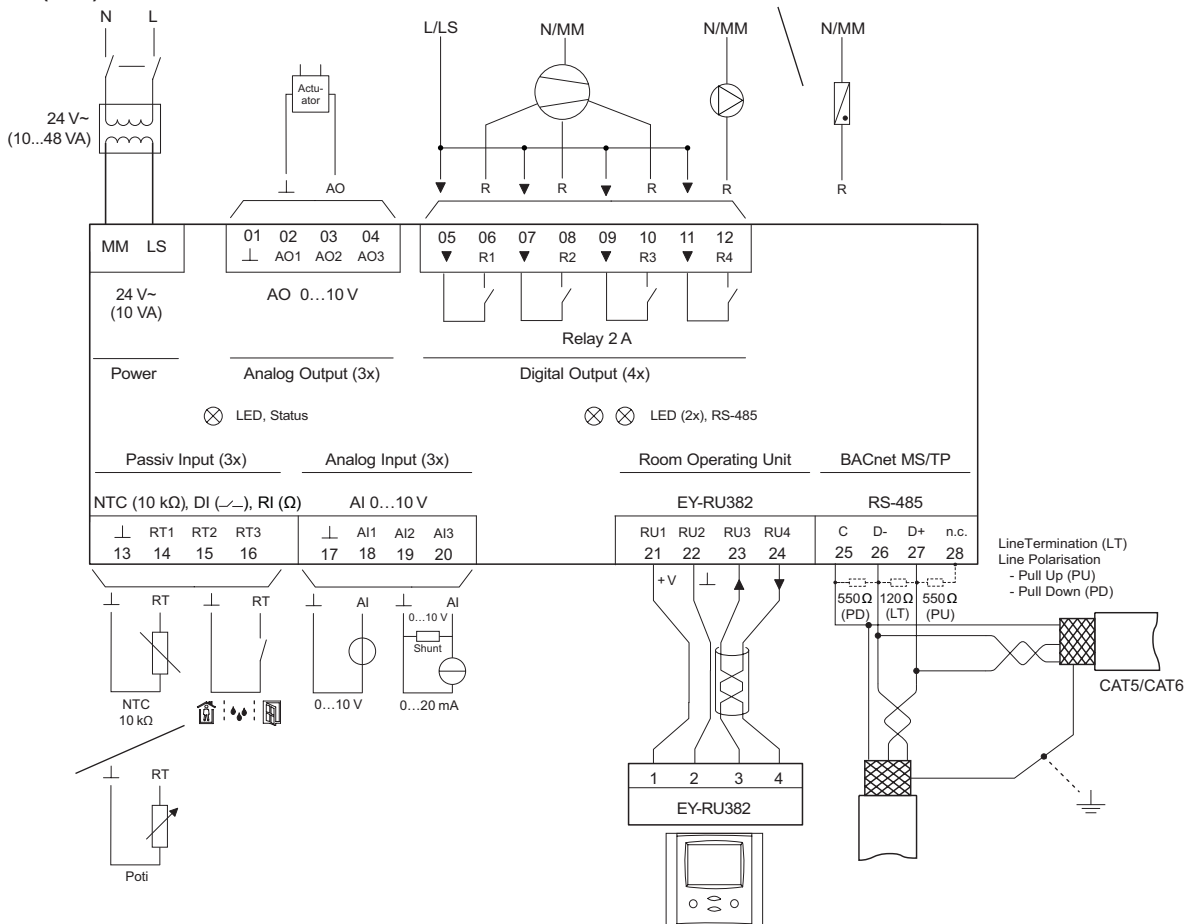 N L
L/LS N/MM N/MM N/MM
Actu-
ator
24 V~
(10...48 VA)
⊥ AO
▼ R ▼ R ▼ R ▼ R R
MM LS
01 02 03 04
⊥ AO1 AO2 AO3
05 06 07 08 09 10 11 12
▼ R1 ▼ R2 ▼ R3 ▼ R4
24 V~
(10 VA)
AO 0...10 V
Relay 2 A
Power
Analog Output (3x)
Digital Output (4x)
LED, Status
LED (2x), RS-485
Passiv Input (3x)
Analog Input (3x)
Room Operating Unit
BACnet MS/TP
NTC (10 kΩ), DI (), RI (Ω)
AI 0...10 V
EY-RU382
RS-485
⊥ RT1 RT2 RT3
13 14 15 16
⊥ AI1 AI2 AI3
17 18 19 20
RU1 RU2 RU3 RU4
21 22 23 24
C D- D+ n.c.
25 26 27 28
LineTermination (LT)
Line Polarisation
- Pull Up (PU)
- Pull Down (PD)
+V ⊥
550 Ω
(PD)
120 Ω
(LT)
550 Ω
(PU)
⊥ RT ⊥ RT ⊥ AI ⊥ AI
0...10 V
Shunt
NTC
10 kΩ
0...10 V
0...20 mA
CAT5/CAT6
⊥ RT
Poti
1 2 3 4
EY-RU382